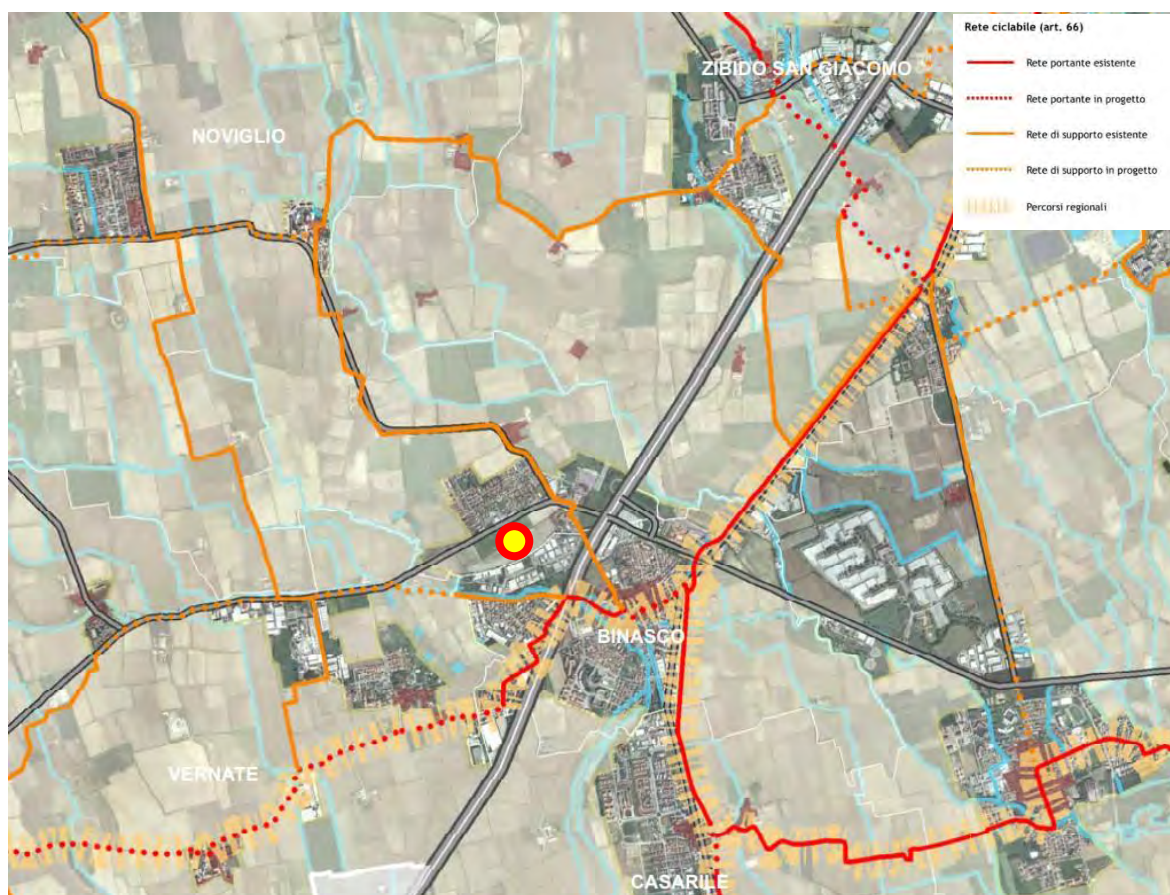 Rete ciclabile (art. 66)
Rete portante esistente
Rete portante in progetto
Rete di supporto esistente
Rete di supporto in progetto
Percorsi regionali
ZIBIDO SAN GIACOMO
NOVIGLIO
BINASCO
VERNATE
CASARILE